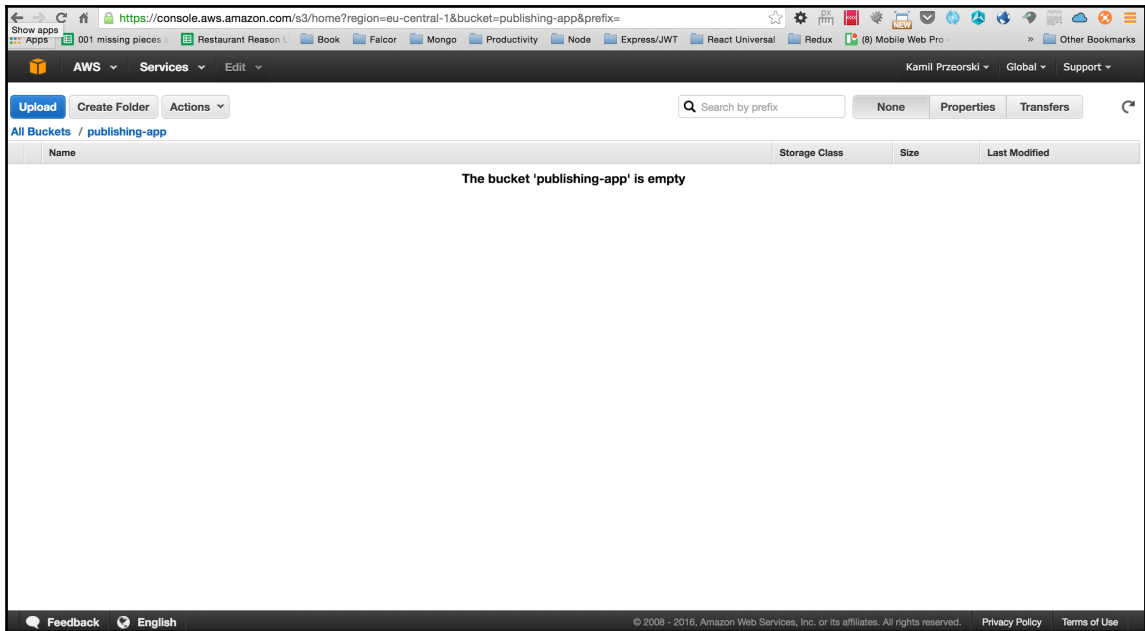 https://console.aws.amazon.com/s3/home?region=eu-central-1&bucket=publishing-app&prefix=
Show apps
Apps 001 missing pieces Restaurant Reason Book Falcor Mongo Productivity Node Express/JWT React Universal Redux (8) Mobile Web Pro - » Other Bookmarks
AWS Services Edit Kamil Przeorski Global Support
Upload Create Folder Actions Search by prefix None Properties Transfers
All Buckets / publishing-app
Name Storage Class Size Last Modified
The bucket 'publishing-app' is empty
Feedback English © 2008 - 2016, Amazon Web Services, Inc. or its affiliates. All rights reserved. Privacy Policy Terms of Use